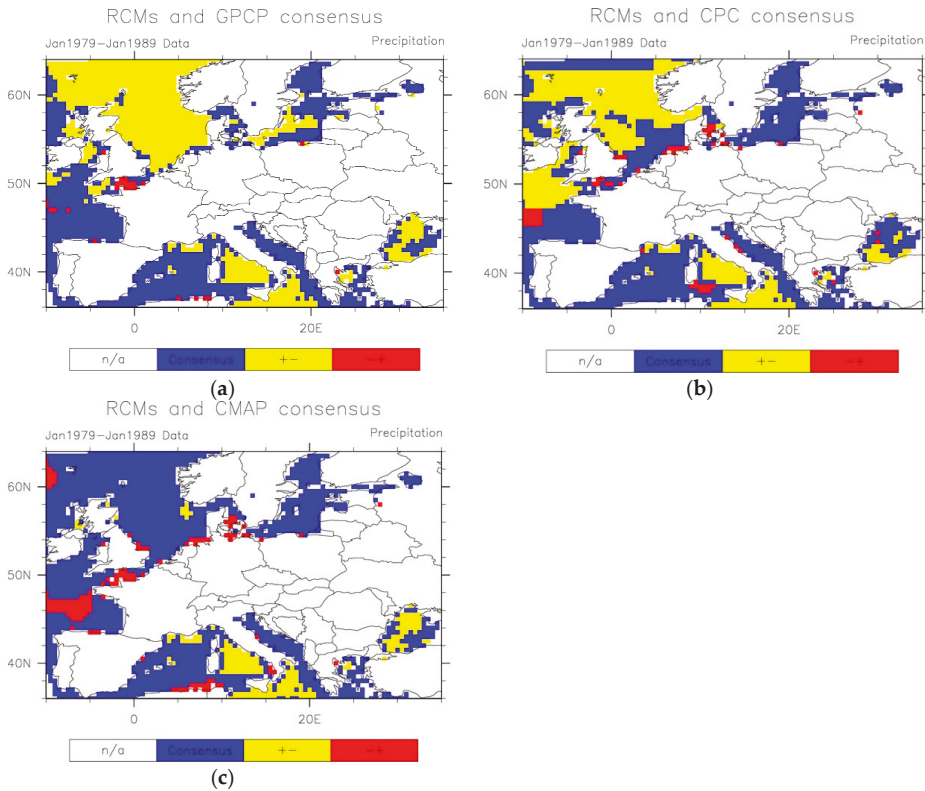 RCMs and GPCP consensus
Jan1979-Jan1989 Data Precipitation
60N
50N
40N
0 20E
n/a Consensus +- -+
(a)
RCMs and CPC consensus
Jan1979-Jan1989 Data Precipitation
60N
50N
40N
0 20E
n/a Consensus +- -+
(b)
RCMs and CMAP consensus
Jan1979-Jan1989 Data Precipitation
60N
50N
40N
0 20E
n/a Consensus +- -+
(c)